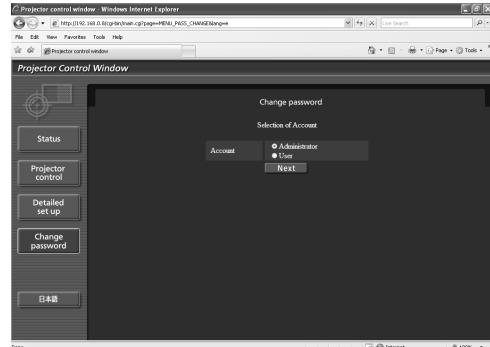 Projector control window - Windows Internet Explorer
http://192.168.0.8/cgi-bin/main.cgi?page=MENU_PASS_CHANGE&lang=e
Live Search
File Edit View Favorites Tools Help
Projector control window
Page
Tools
Projector Control Window
Change password
Selection of Account
Account
Administrator
User
Next
Status
Projector
control
Detailed
set up
Change
password
日本語
Internet
100%